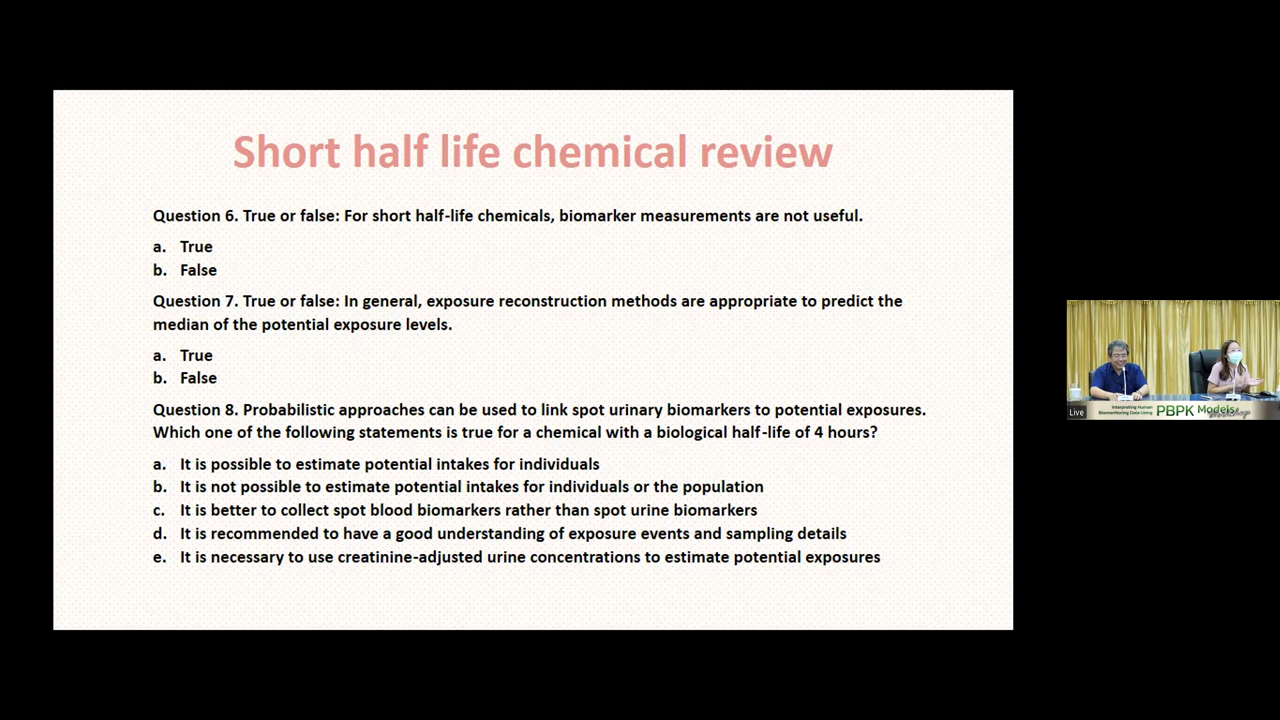 Short half life chemical review
Question 6. True or false: For short half-life chemicals, biomarker measurements are not useful.
a. True
b. False
Question 7. True or false: In general, exposure reconstruction methods are appropriate to predict the
median of the potential exposure levels.
a. True
b. False
Question 8. Probabilistic approaches can be used to link spot urinary biomarkers to potential exposures.
Which one of the following statements is true for a chemical with a biological half-life of 4 hours?
a. It is possible to estimate potential intakes for individuals
b. It is not possible to estimate potential intakes for individuals or the population
c. It is better to collect spot blood biomarkers rather than spot urine biomarkers
d. It is recommended to have a good understanding of exposure events and sampling details
e. It is necessary to use creatinine-adjusted urine concentrations to estimate potential exposures
Live
Interpreting Human
Biomonitoring Data Using
PBPK Models